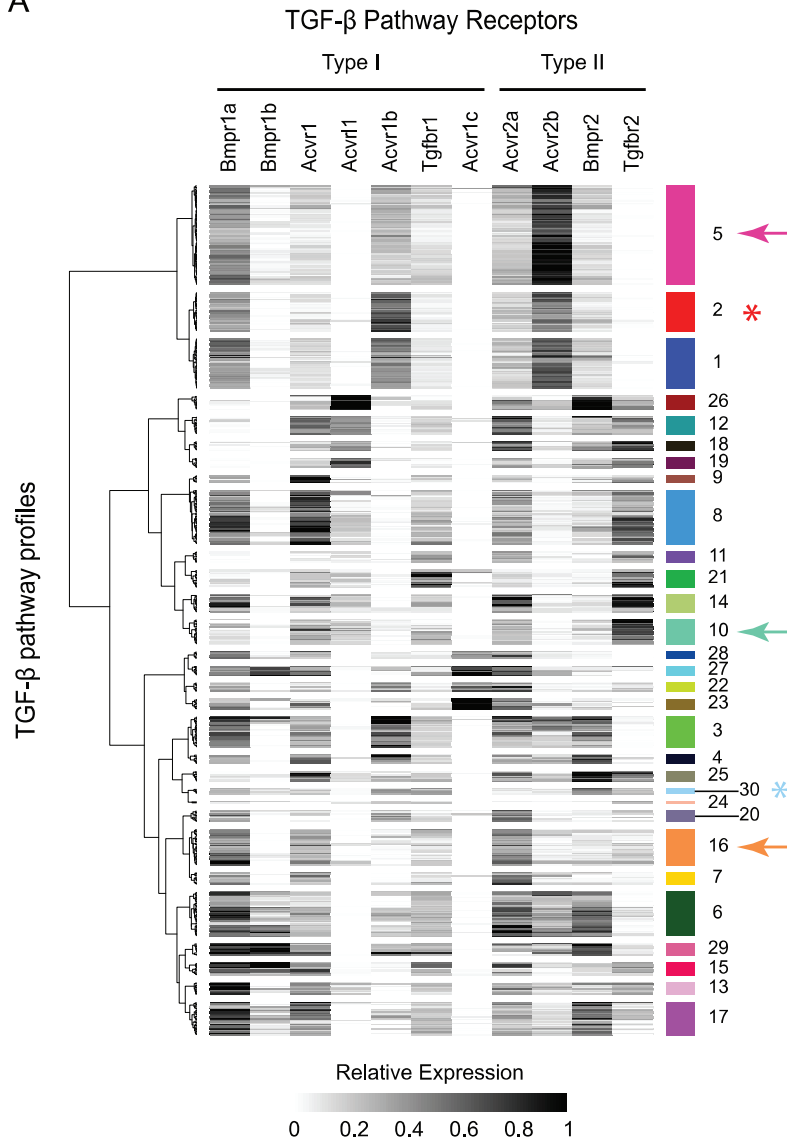 A
TGF-β Pathway Receptors
Type I
Type II
Bmpr1a
Bmpr1b
Acvr1
Acvrl1
Acvr1b
Tgfbr1
Acvr1c
Acvr2a
Acvr2b
Bmpr2
Tgfbr2
TGF-β pathway profiles
5
2 *
1
26
12
18
19
9
8
11
21
14
10
28
27
22
23
3
4
25
30 *
24
20
16
7
6
29
15
13
17
Relative Expression
0 0.2 0.4 0.6 0.8 1